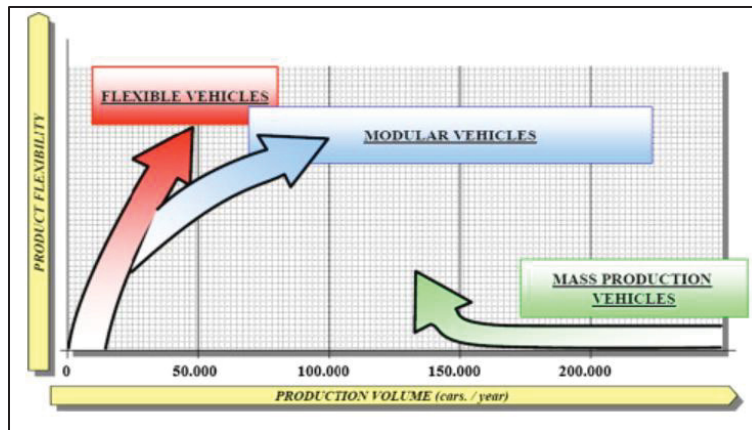 FLEXIBLE VEHICLES
MODULAR VEHICLES
PRODUCT FLEXIBILITY
MASS PRODUCTION
VEHICLES
0
50.000
100.000
150.000
200.000
PRODUCTION VOLUME (cars. / year)